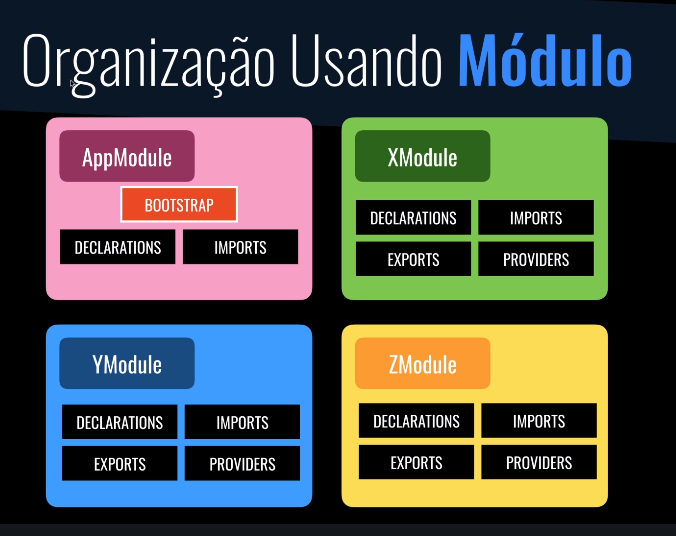 Organização Usando Módulo
AppModule
BOOTSTRAP
DECLARATIONS IMPORTS
XModule
DECLARATIONS IMPORTS
EXPORTS PROVIDERS
YModule
DECLARATIONS IMPORTS
EXPORTS PROVIDERS
ZModule
DECLARATIONS IMPORTS
EXPORTS PROVIDERS